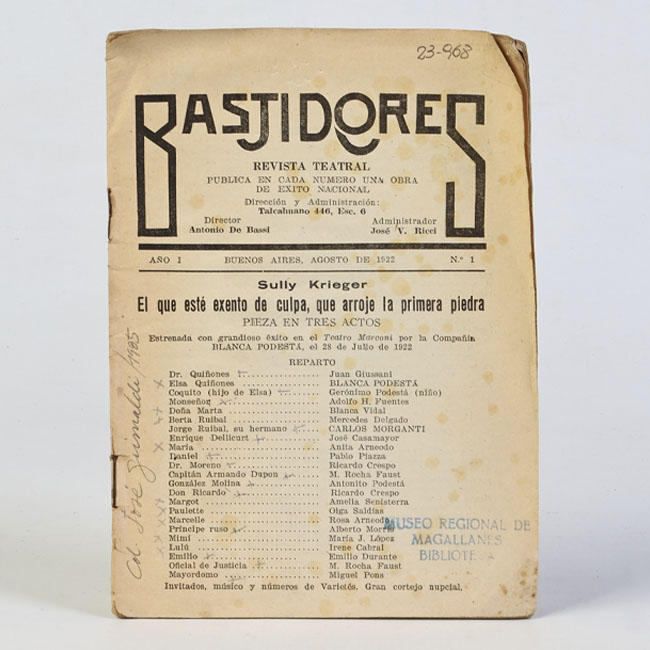 23-968
BASTIDORES
REVISTA TEATRAL
PUBLICA EN CADA NUMERO UNA OBRA
DE EXITO NACIONAL
Dirección y Administración:
Talcahuano 446, Esc. 6
Director Administrador
Antonio De Bassi José V. Ricci
AÑO I BUENOS AIRES, AGOSTO DE 1922 N.º 1
Sully Krieger
El que esté exento de culpa, que arroje la primera piedra
PIEZA EN TRES ACTOS
Estrenada con grandioso éxito en el Teatro Marconi por la Compañía
BLANCA PODESTÁ, el 28 de Julio de 1922
REPARTO
Dr. Quiñones .......... Juan Giussani
Elsa Quiñones .......... BLANCA PODESTÁ
Coquito (hijo de Elsa) .......... Gerónimo Podestá (niño)
Monseñor .......... Adolfo H. Fuentes
Doña Marta .......... Blanca Vidal
Berta Ruibal .......... Mercedes Delgado
Jorge Ruibal, su hermano .......... CARLOS MORGANTI
Enrique Dellicurt .......... José Casamayor
María .......... Anita Arneodo
Daniel .......... Pablo Piazza
Dr. Moreno .......... Ricardo Crespo
Capitán Armando Dupon .......... M. Rocha Faust
González Molina .......... Antonito Podestá
Don Ricardo .......... Ricardo Crespo
Margot .......... Amelia Senisterra
Paulette .......... Olga Saldías
Marcelle .......... Rosa Arneodo
Príncipe ruso .......... Alberto Morris
Mimí .......... María J. López
Lulú .......... Irene Cabral
Emilio .......... Emilio Durante
Oficial de Justicia .......... M. Rocha Faust
Mayordomo .......... Miguel Pons
Invitados, músico y números de Varietés. Gran cortejo nupcial.
MUSEO REGIONAL DE
MAGALLANES
BIBLIOTECA
Col José Grimaldi/1985